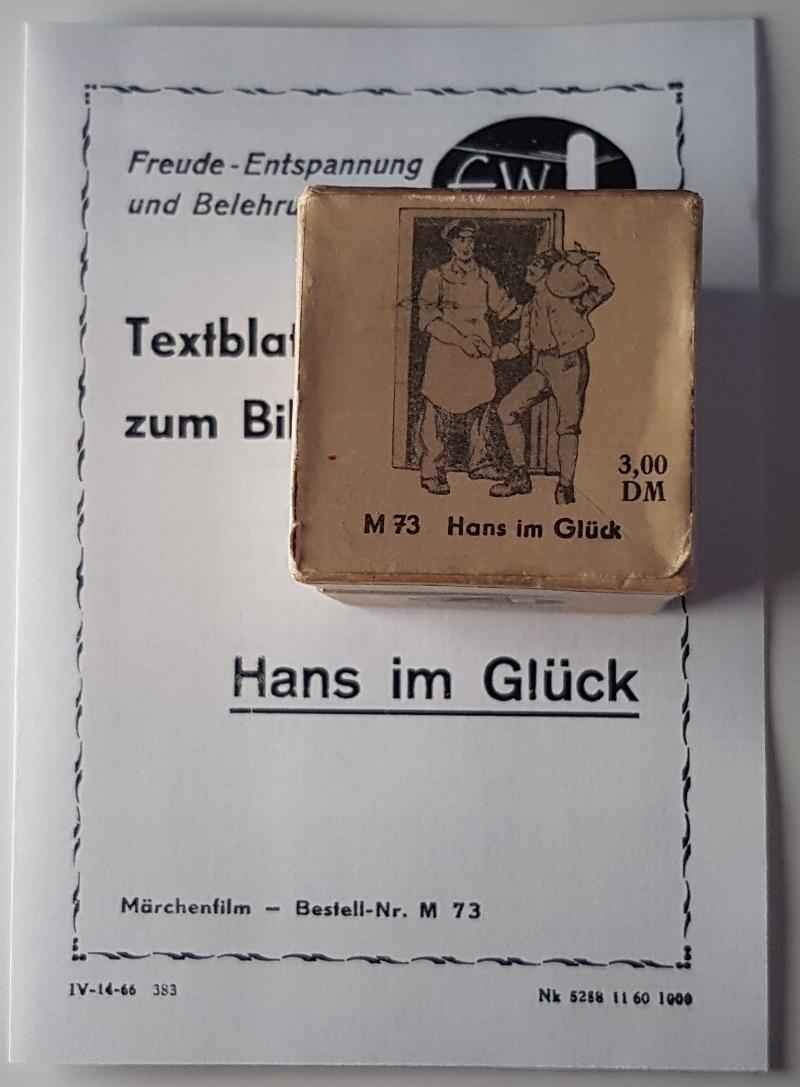 Freude-Entspannung
und Belehru
Textblat
zum Bil
3,00
DM
M 73 Hans im Glück
Hans im Glück
Märchenfilm – Bestell-Nr. M 73
IV-14-66 383
Nk 5258 11 60 1000